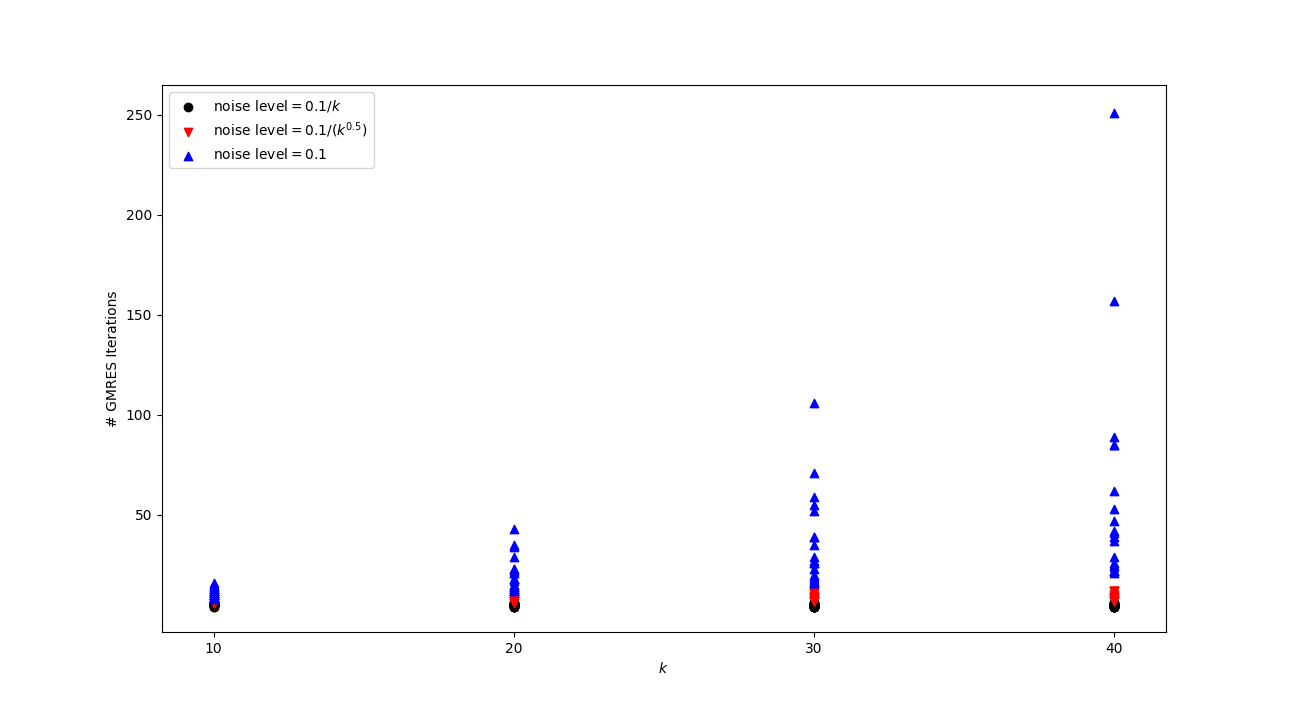 noise level = 0.1/k
noise level = 0.1/(k^0.5)
noise level = 0.1
250
200
150
100
50
# GMRES Iterations
10 20 30 40
k